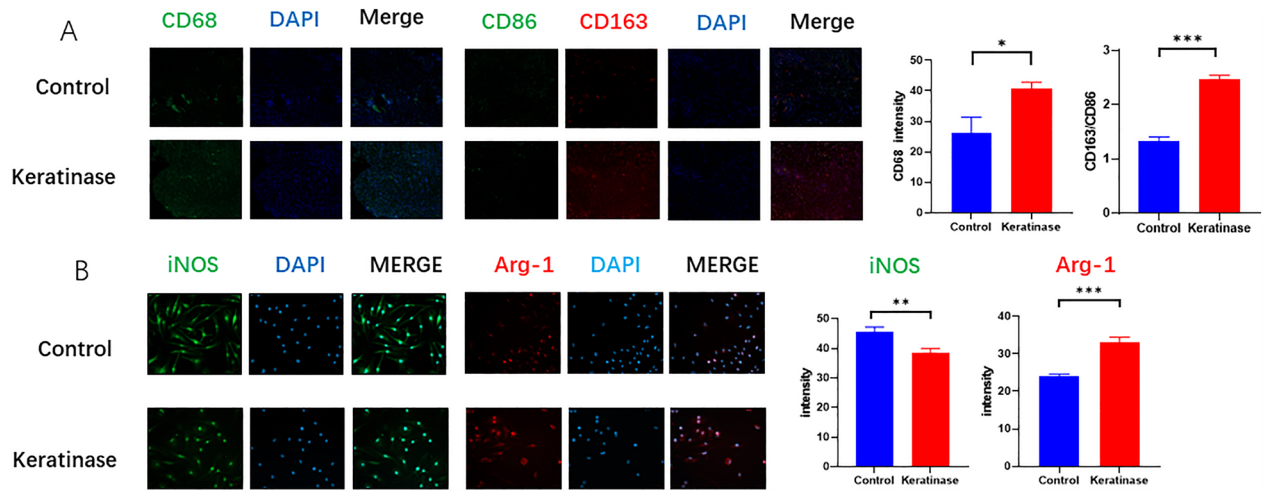 A
CD68 DAPI Merge CD86 CD163 DAPI Merge
Control
Keratinase
*
50
40
30
20
10
0
CD68 intensity
Control Keratinase
***
3
2
1
0
CD163/CD86
Control Keratinase
B
iNOS DAPI MERGE Arg-1 DAPI MERGE
Control
Keratinase
iNOS
**
50
40
30
20
10
0
intensity
Control Keratinase
Arg-1
***
40
30
20
10
0
intensity
Control Keratinase